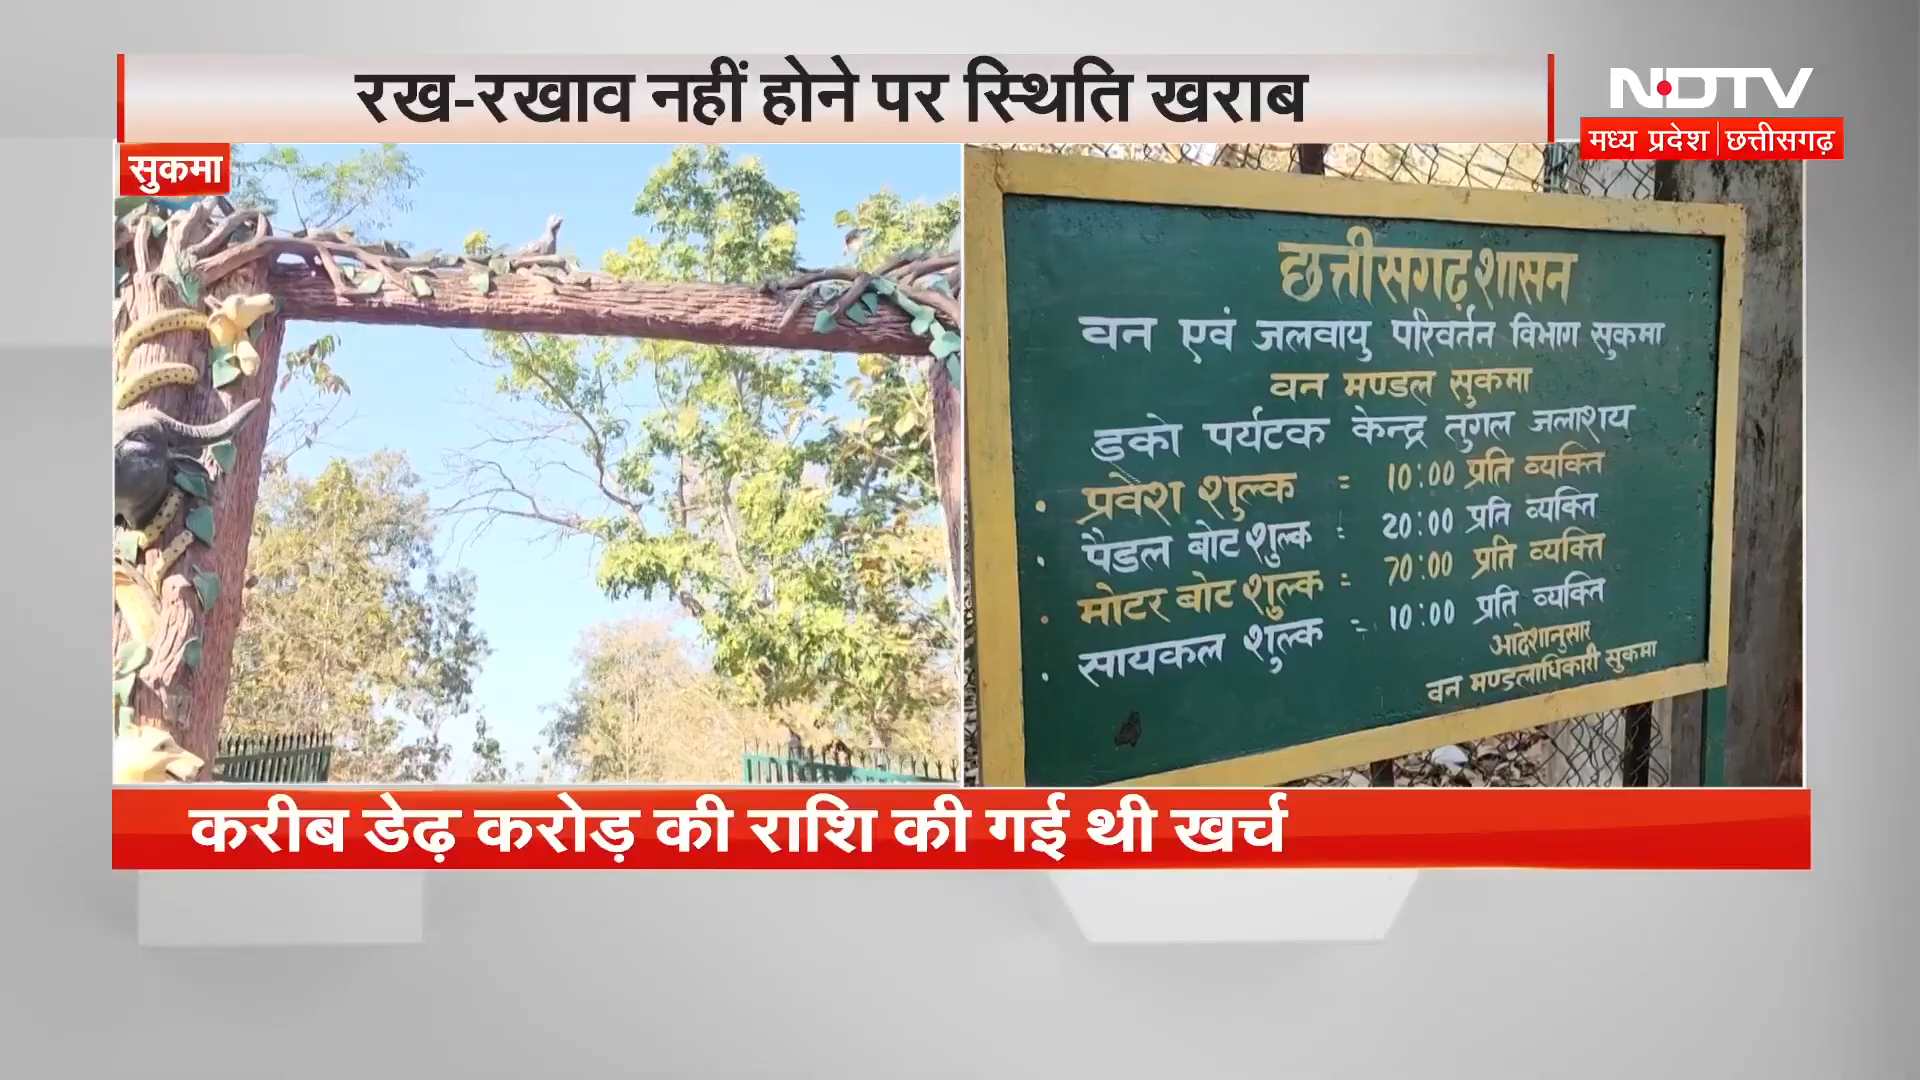 रख-रखाव नहीं होने पर स्थिति खराब
NDTV
मध्य प्रदेश छत्तीसगढ़
सुकमा
छत्तीसगढ़ शासन
वन एवं जलवायु परिवर्तन विभाग सुकमा
वन मण्डल सुकमा
डको पर्यटक केन्द्र तुंगल जलाशय
• प्रवेश शुल्क = 10:00 प्रति व्यक्ति
• पैडल बोट शुल्क = 20:00 प्रति व्यक्ति
• मोटर बोट शुल्क = 70:00 प्रति व्यक्ति
• सायकल शुल्क = 10:00 प्रति व्यक्ति
आदेशानुसार
वन मण्डलाधिकारी सुकमा
करीब डेढ़ करोड़ की राशि की गई थी खर्च